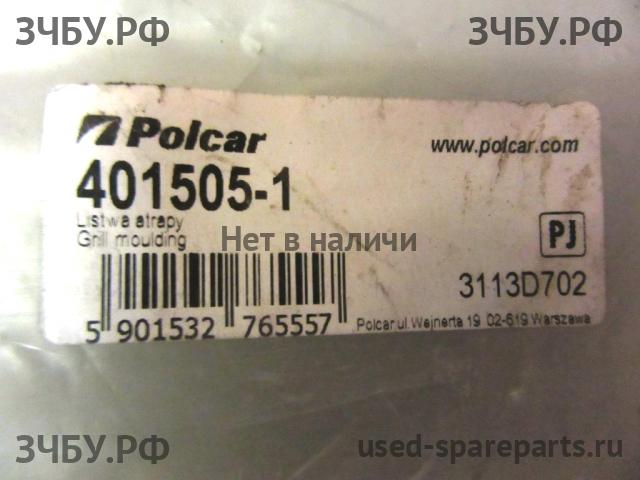 ЗЧБУ.РФ
ЗЧБУ.РФ
Polcar
www.polcar.com
401505-1
Listwa atrapy
Grill moulding
Нет в наличи
PJ
3113D702
5 901532 765557
Polcar ul. Wejnerta 19 02-619 Warszawa
ЗЧБУ.РФ
used-spareparts.ru